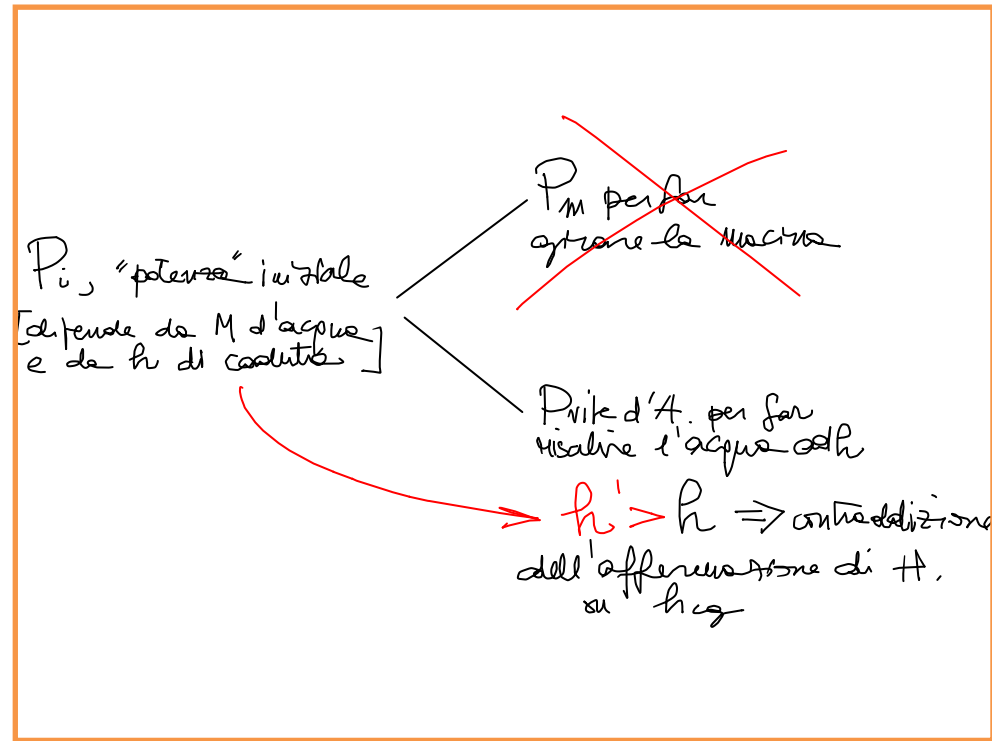 Pi, "potenza" iniziale
[dipende da M d'acqua
e da h di caduta]
Pm per far
girare la macina
Pvite d'A. per far
risalire l'acqua ad h
h' > h => contraddizione
dell'affermazione di H.
su hcg